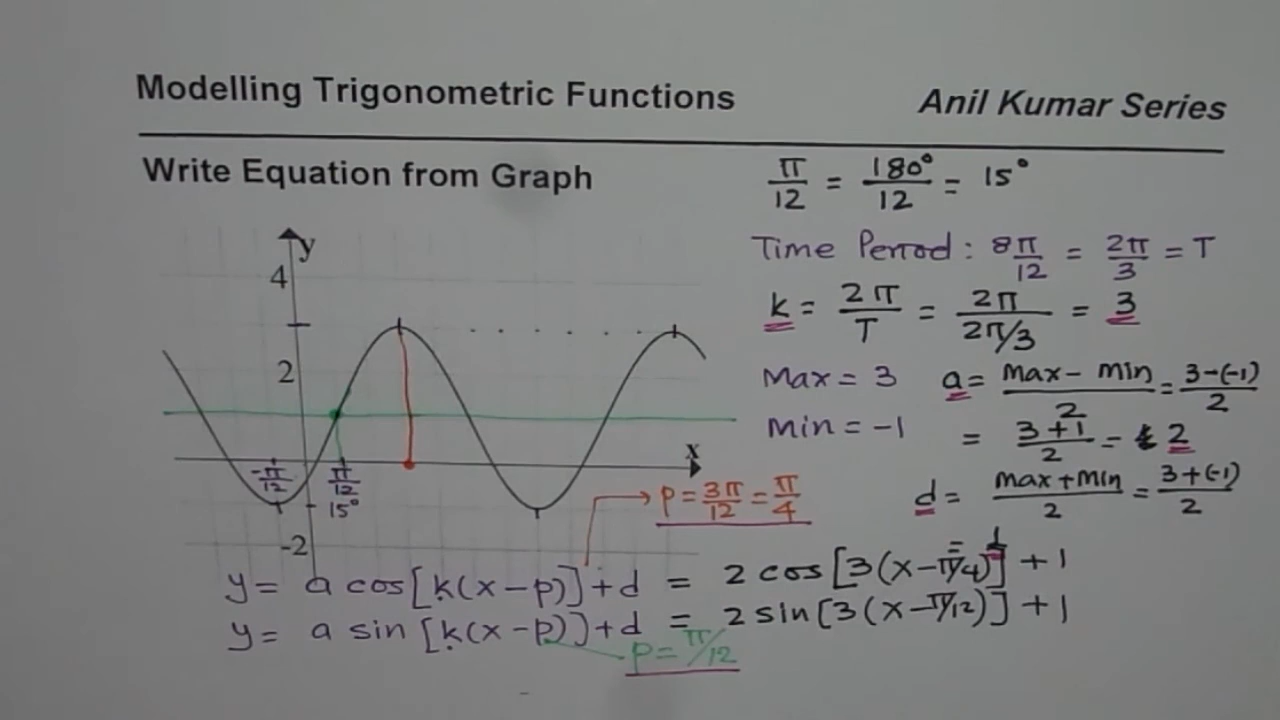 Modelling Trigonometric Functions
Anil Kumar Series
Write Equation from Graph
π/12 = 180°/12 = 15°
Time Period : 8π/12 = 2π/3 = T
k = 2π/T = 2π/(2π/3) = 3
Max = 3
a = (max - min)/2 = (3-(-1))/2
min = -1
= (3+1)/2 = 2
d = (max+min)/2 = (3+(-1))/2
= 1
y
4
2
x
-π/12
π/12
15°
-2
p = 3π/12 = π/4
y = a cos[k(x-p)]+d = 2 cos[3(x-π/4)]+1
y = a sin[k(x-p)]+d = 2 sin[3(x-π/12)]+1
p = π/12